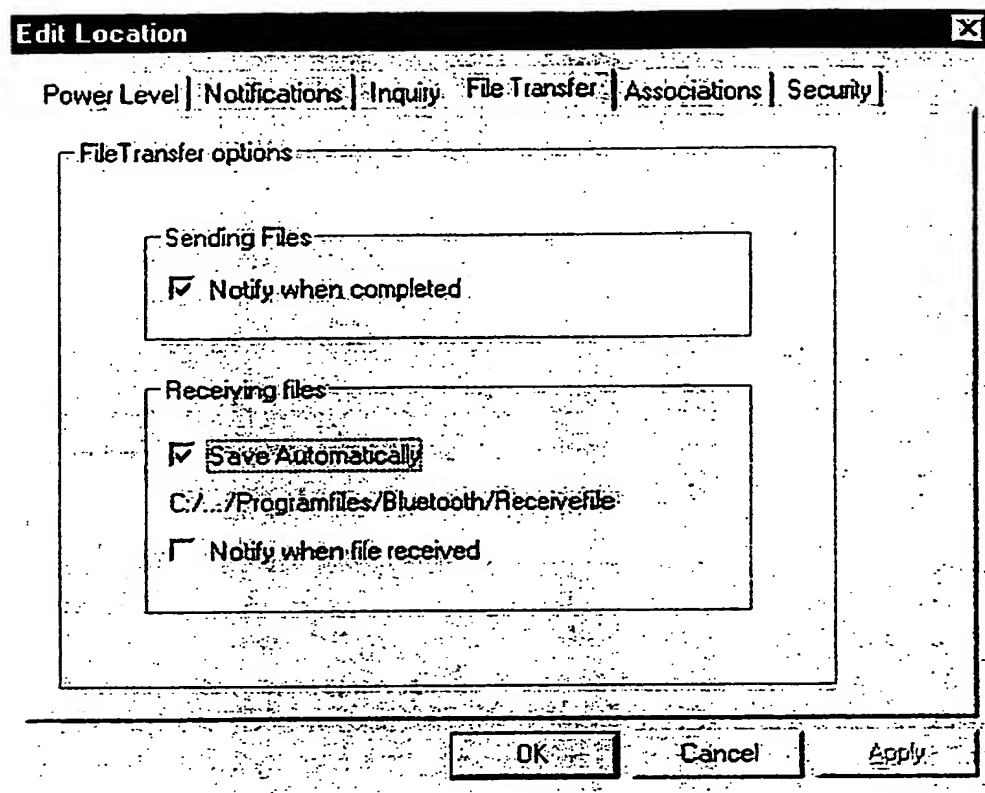 Edit Location
Power Level Notifications Inquiry File Transfer Associations Security
FileTransfer options
Sending Files
Notify when completed
Receiving files
Save Automatically
C:/.../Programfiles/Bluetooth/Receivefile
Notify when file received
OK Cancel Apply